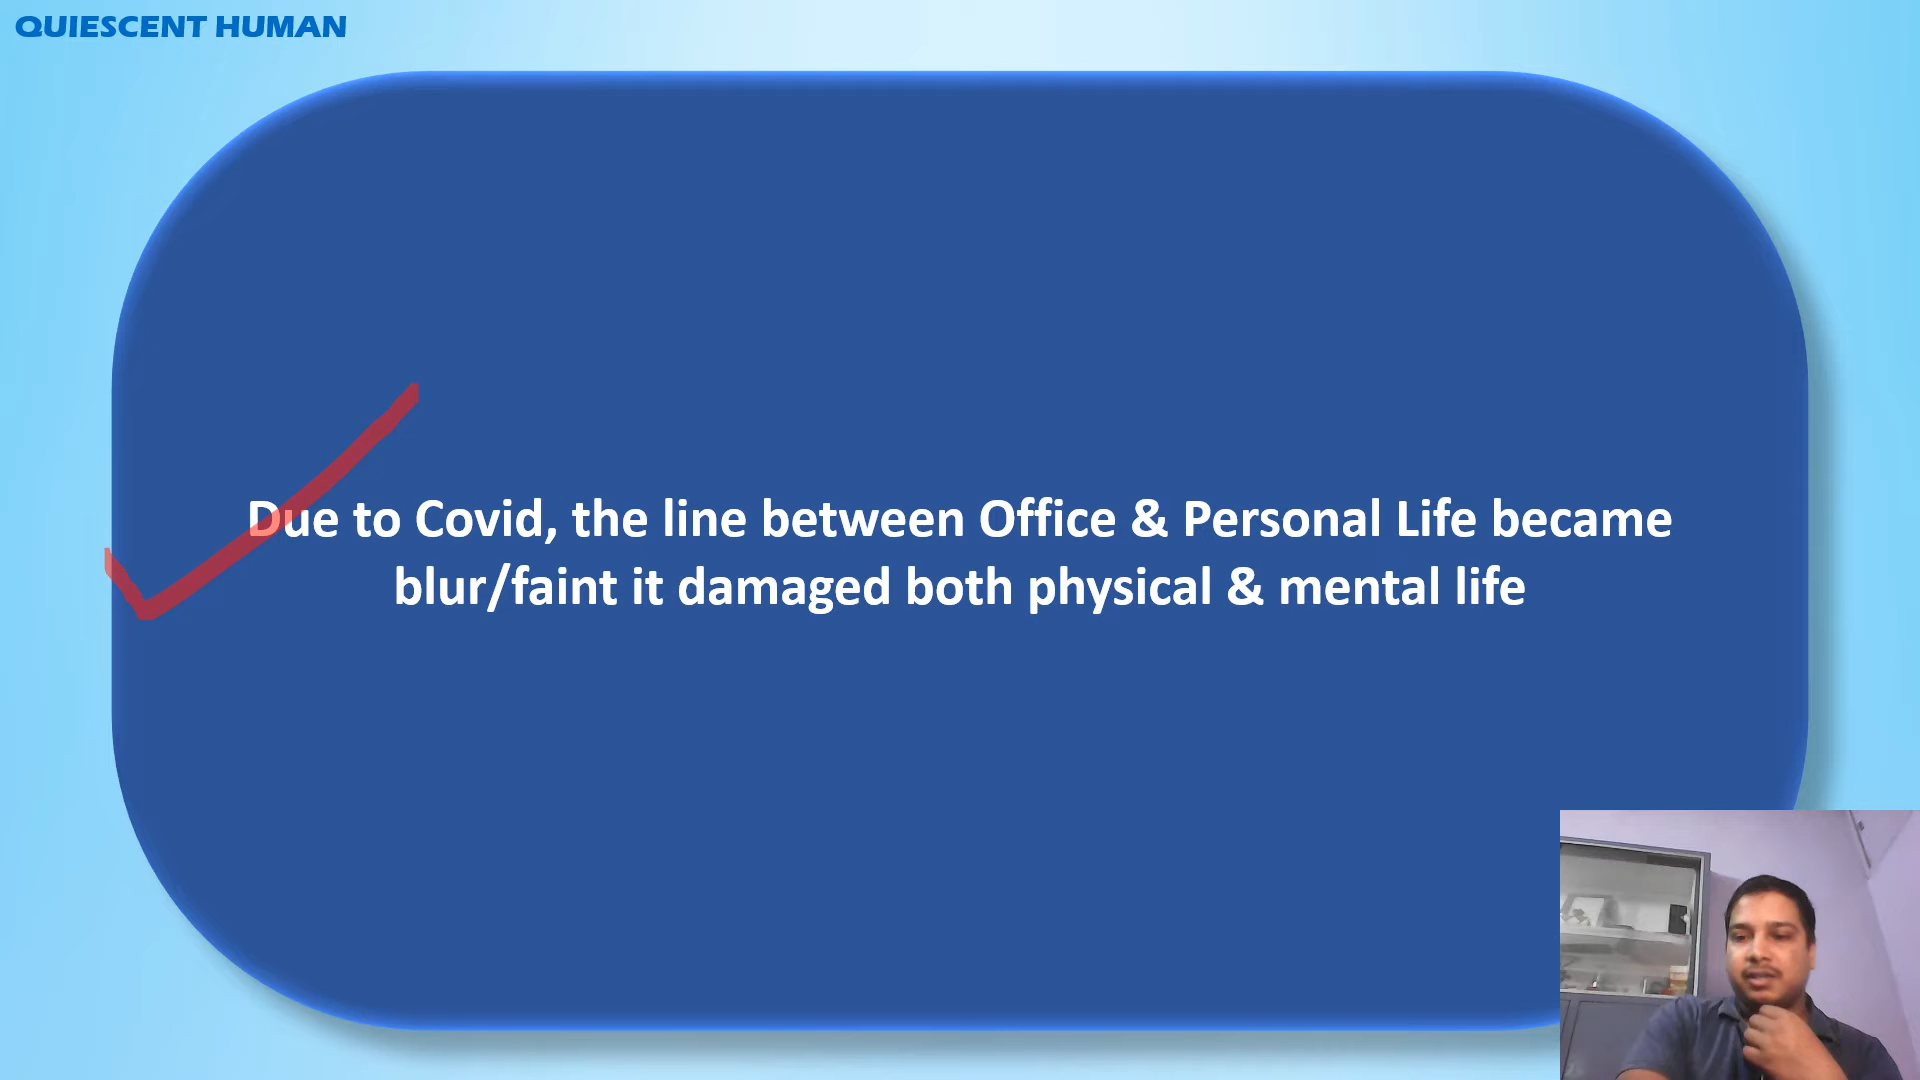 QUIESCENT HUMAN
Due to Covid, the line between Office & Personal Life became
blur/faint it damaged both physical & mental life